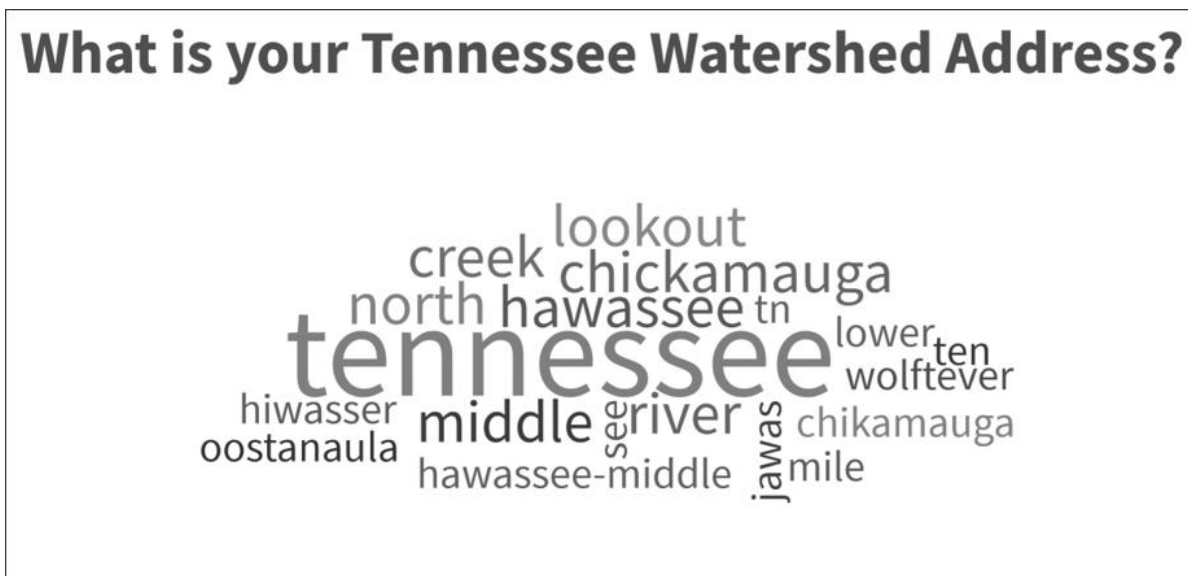 What is your Tennessee Watershed Address?
lookout
creek chickamauga
north hawassee tn
tennessee lower ten
wolftever
hiwasser middle see river jawas chikamauga
oostanaula
hawassee-middle mile